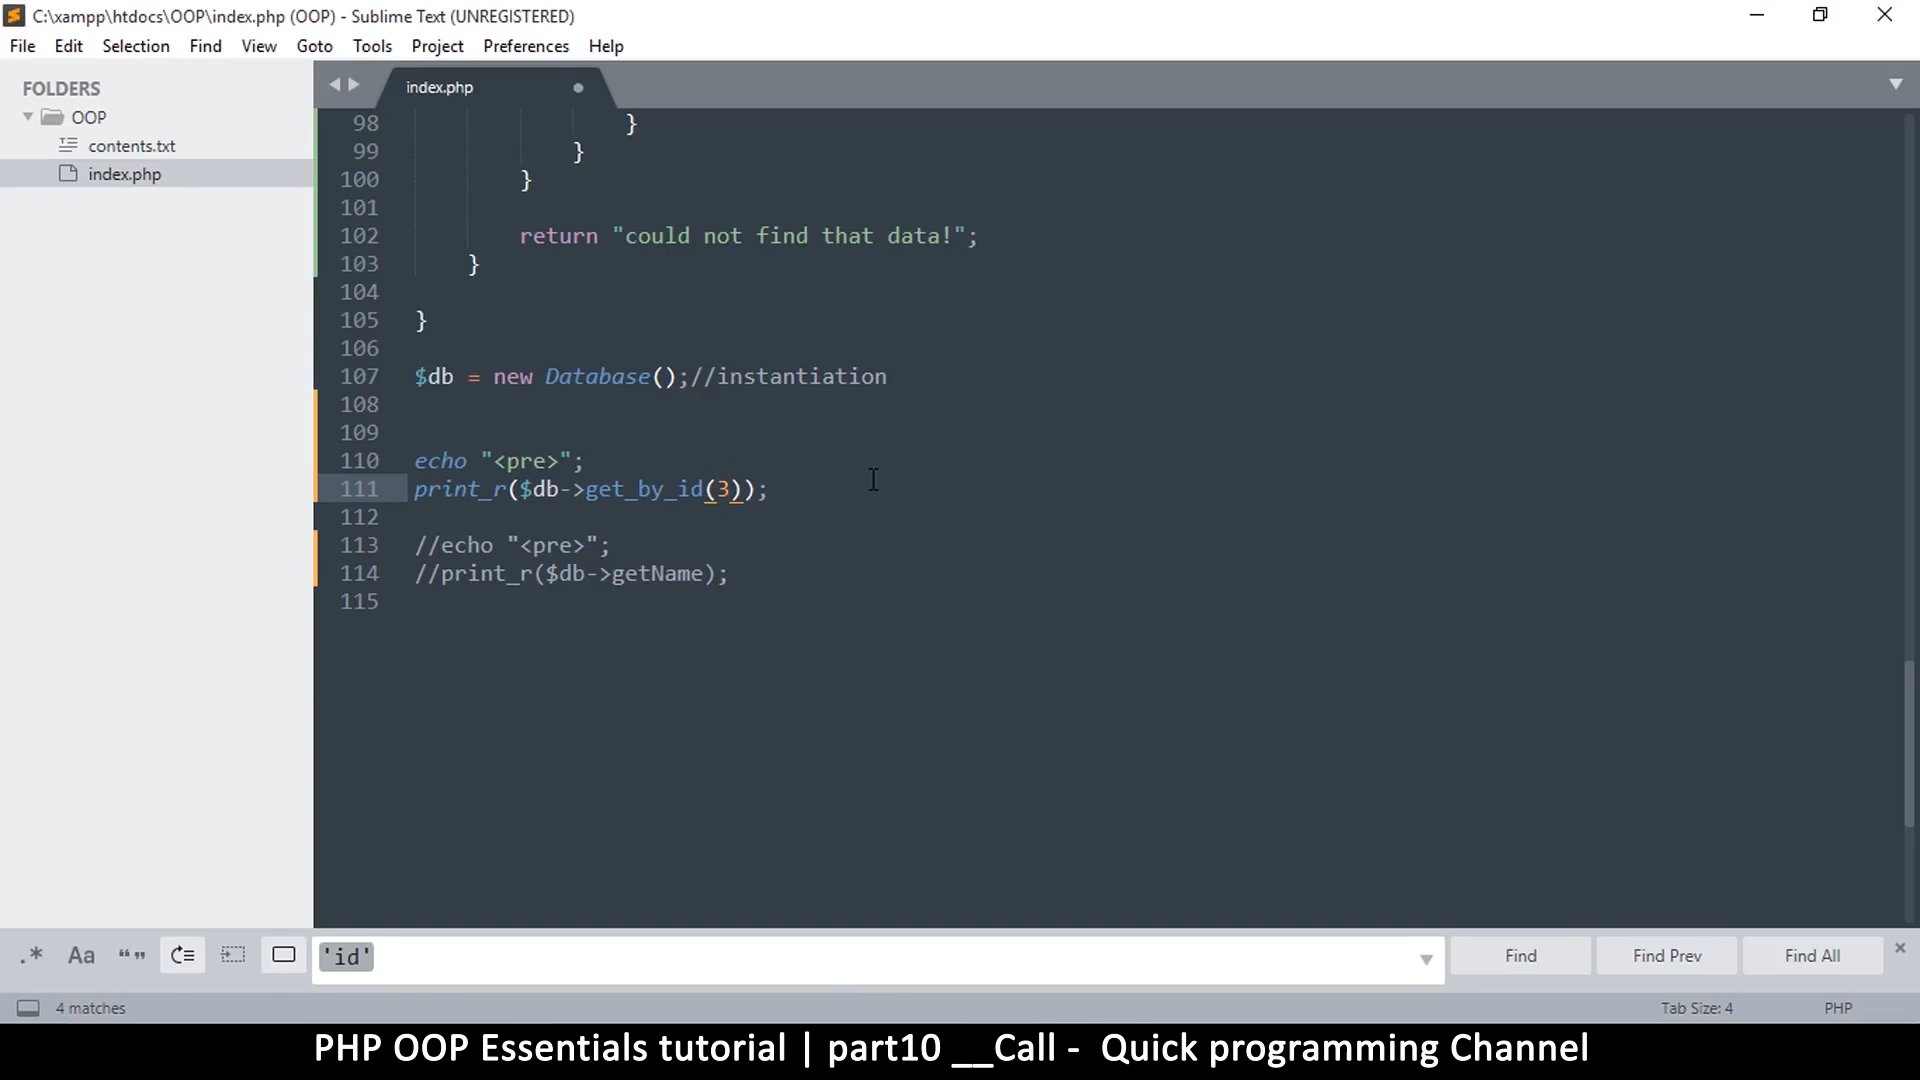 C:\xampp\htdocs\OOP\index.php (OOP) - Sublime Text (UNREGISTERED)
File Edit Selection Find View Goto Tools Project Preferences Help
FOLDERS
OOP
contents.txt
index.php
index.php
98 }
99 }
100 }
101
102 return "could not find that data!";
103 }
104
105 }
106
107 $db = new Database();//instantiation
108
109
110 echo "<pre>";
111 print_r($db->get_by_id(3));
112
113 //echo "<pre>";
114 //print_r($db->getName);
115
.* Aa “” 'id' Find Find Prev Find All
4 matches Tab Size: 4 PHP
PHP OOP Essentials tutorial | part10 __Call - Quick programming Channel